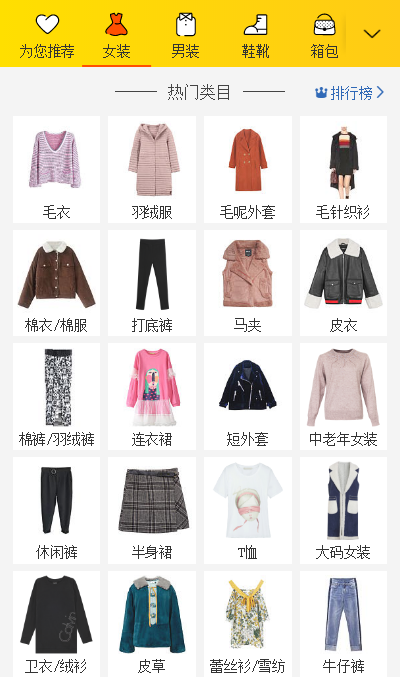 为您推荐 女装 男装 鞋靴 箱包
热门类目 排行榜
毛衣 羽绒服 毛呢外套 毛针织衫
棉衣/棉服 打底裤 马夹 皮衣
棉裤/羽绒裤 连衣裙 短外套 中老年女装
休闲裤 半身裙 T恤 大码女装
卫衣/绒衫 皮草 蕾丝衫/雪纺 牛仔裤